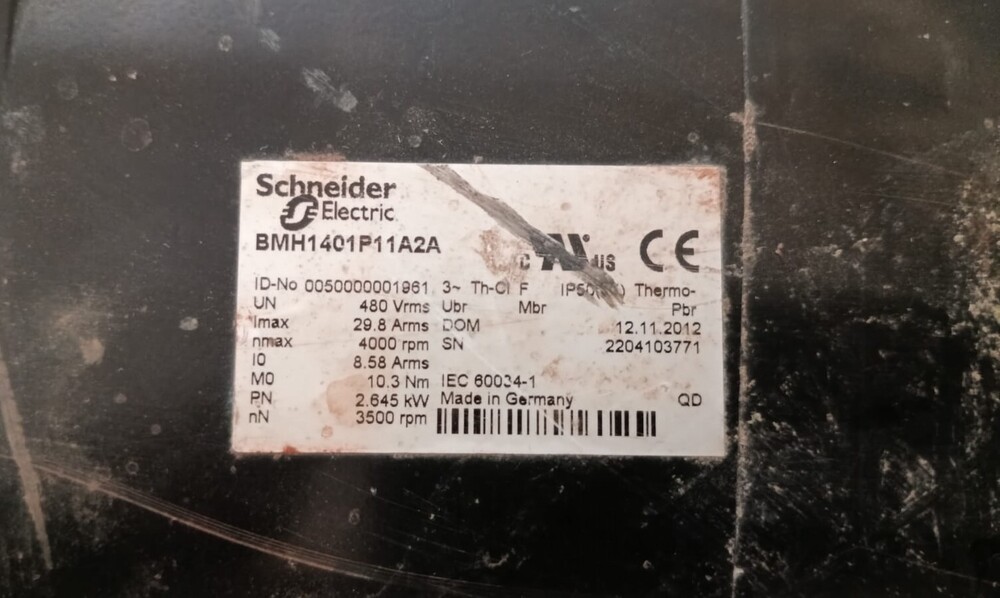 Schneider
Electric
BMH1401P11A2A
C US CE
ID-No 0050000001961 3~ Th-Cl F Thermo-
UN 480 Vrms Ubr Mbr Pbr
Imax 29.8 Arms DOM 12.11.2012
nmax 4000 rpm SN 2204103771
I0 8.58 Arms
M0 10.3 Nm IEC 60034-1
PN 2.645 kW Made in Germany QD
nN 3500 rpm